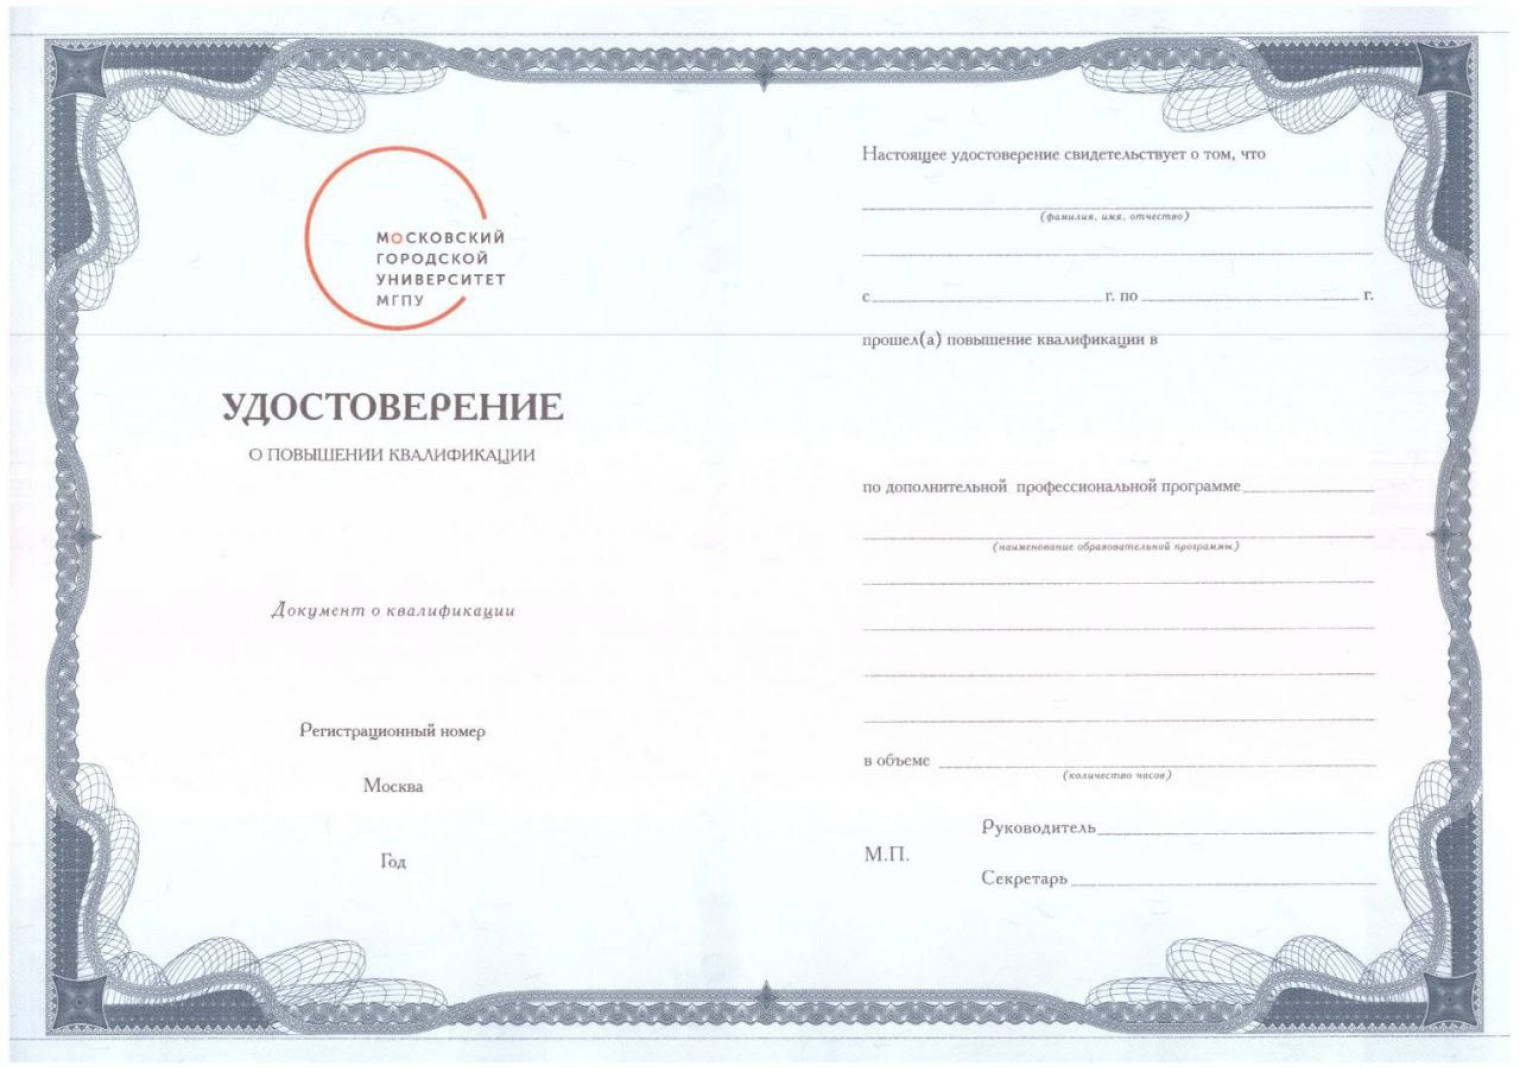 МОСКОВСКИЙ
ГОРОДСКОЙ
УНИВЕРСИТЕТ
МГПУ
УДОСТОВЕРЕНИЕ
О ПОВЫШЕНИИ КВАЛИФИКАЦИИ
Документ о квалификации
Регистрационный номер
Москва
Год
Настоящее удостоверение свидетельствует о том, что
(фамилия, имя, отчество)
с г. по г.
прошел(а) повышение квалификации в
по дополнительной профессиональной программе
(наименование образовательной программы)
в объеме
(количество часов)
Руководитель
М.П.
Секретарь